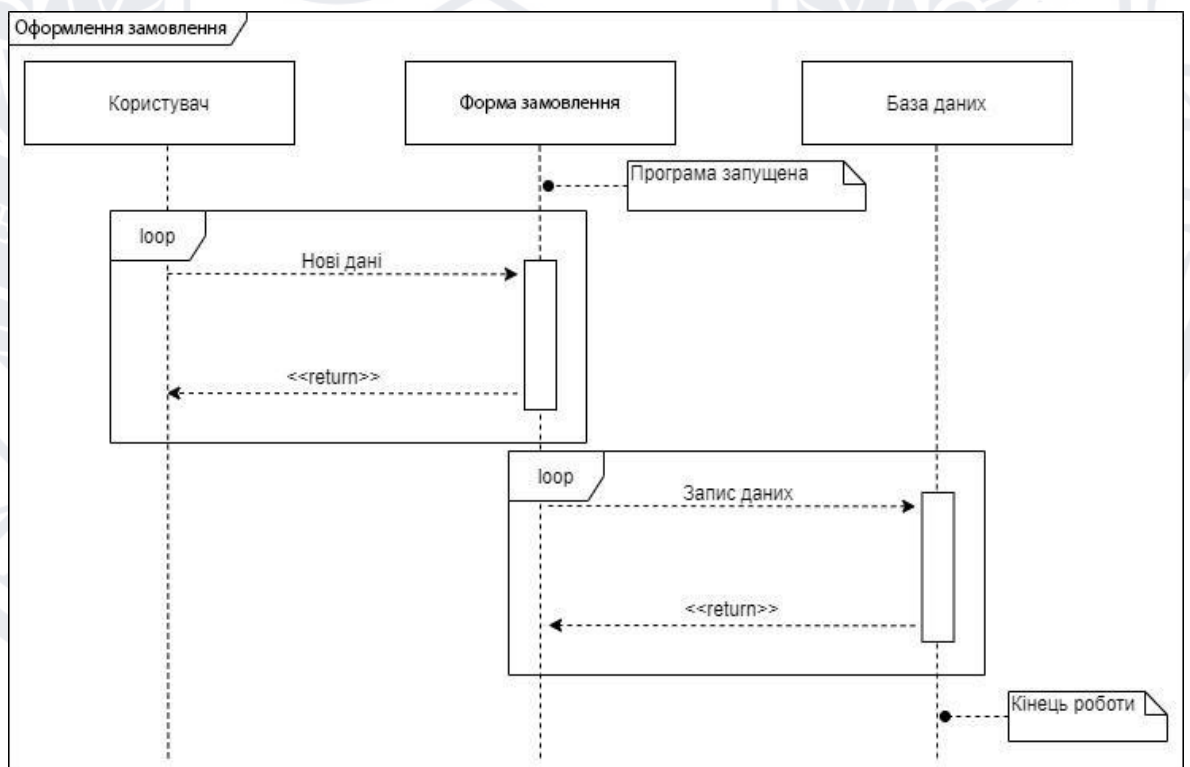 Оформлення замовлення
Користувач
Форма замовлення
База даних
Програма запущена
loop
Нові дані
<<return>>
loop
Запис даних
<<return>>
Кінець роботи